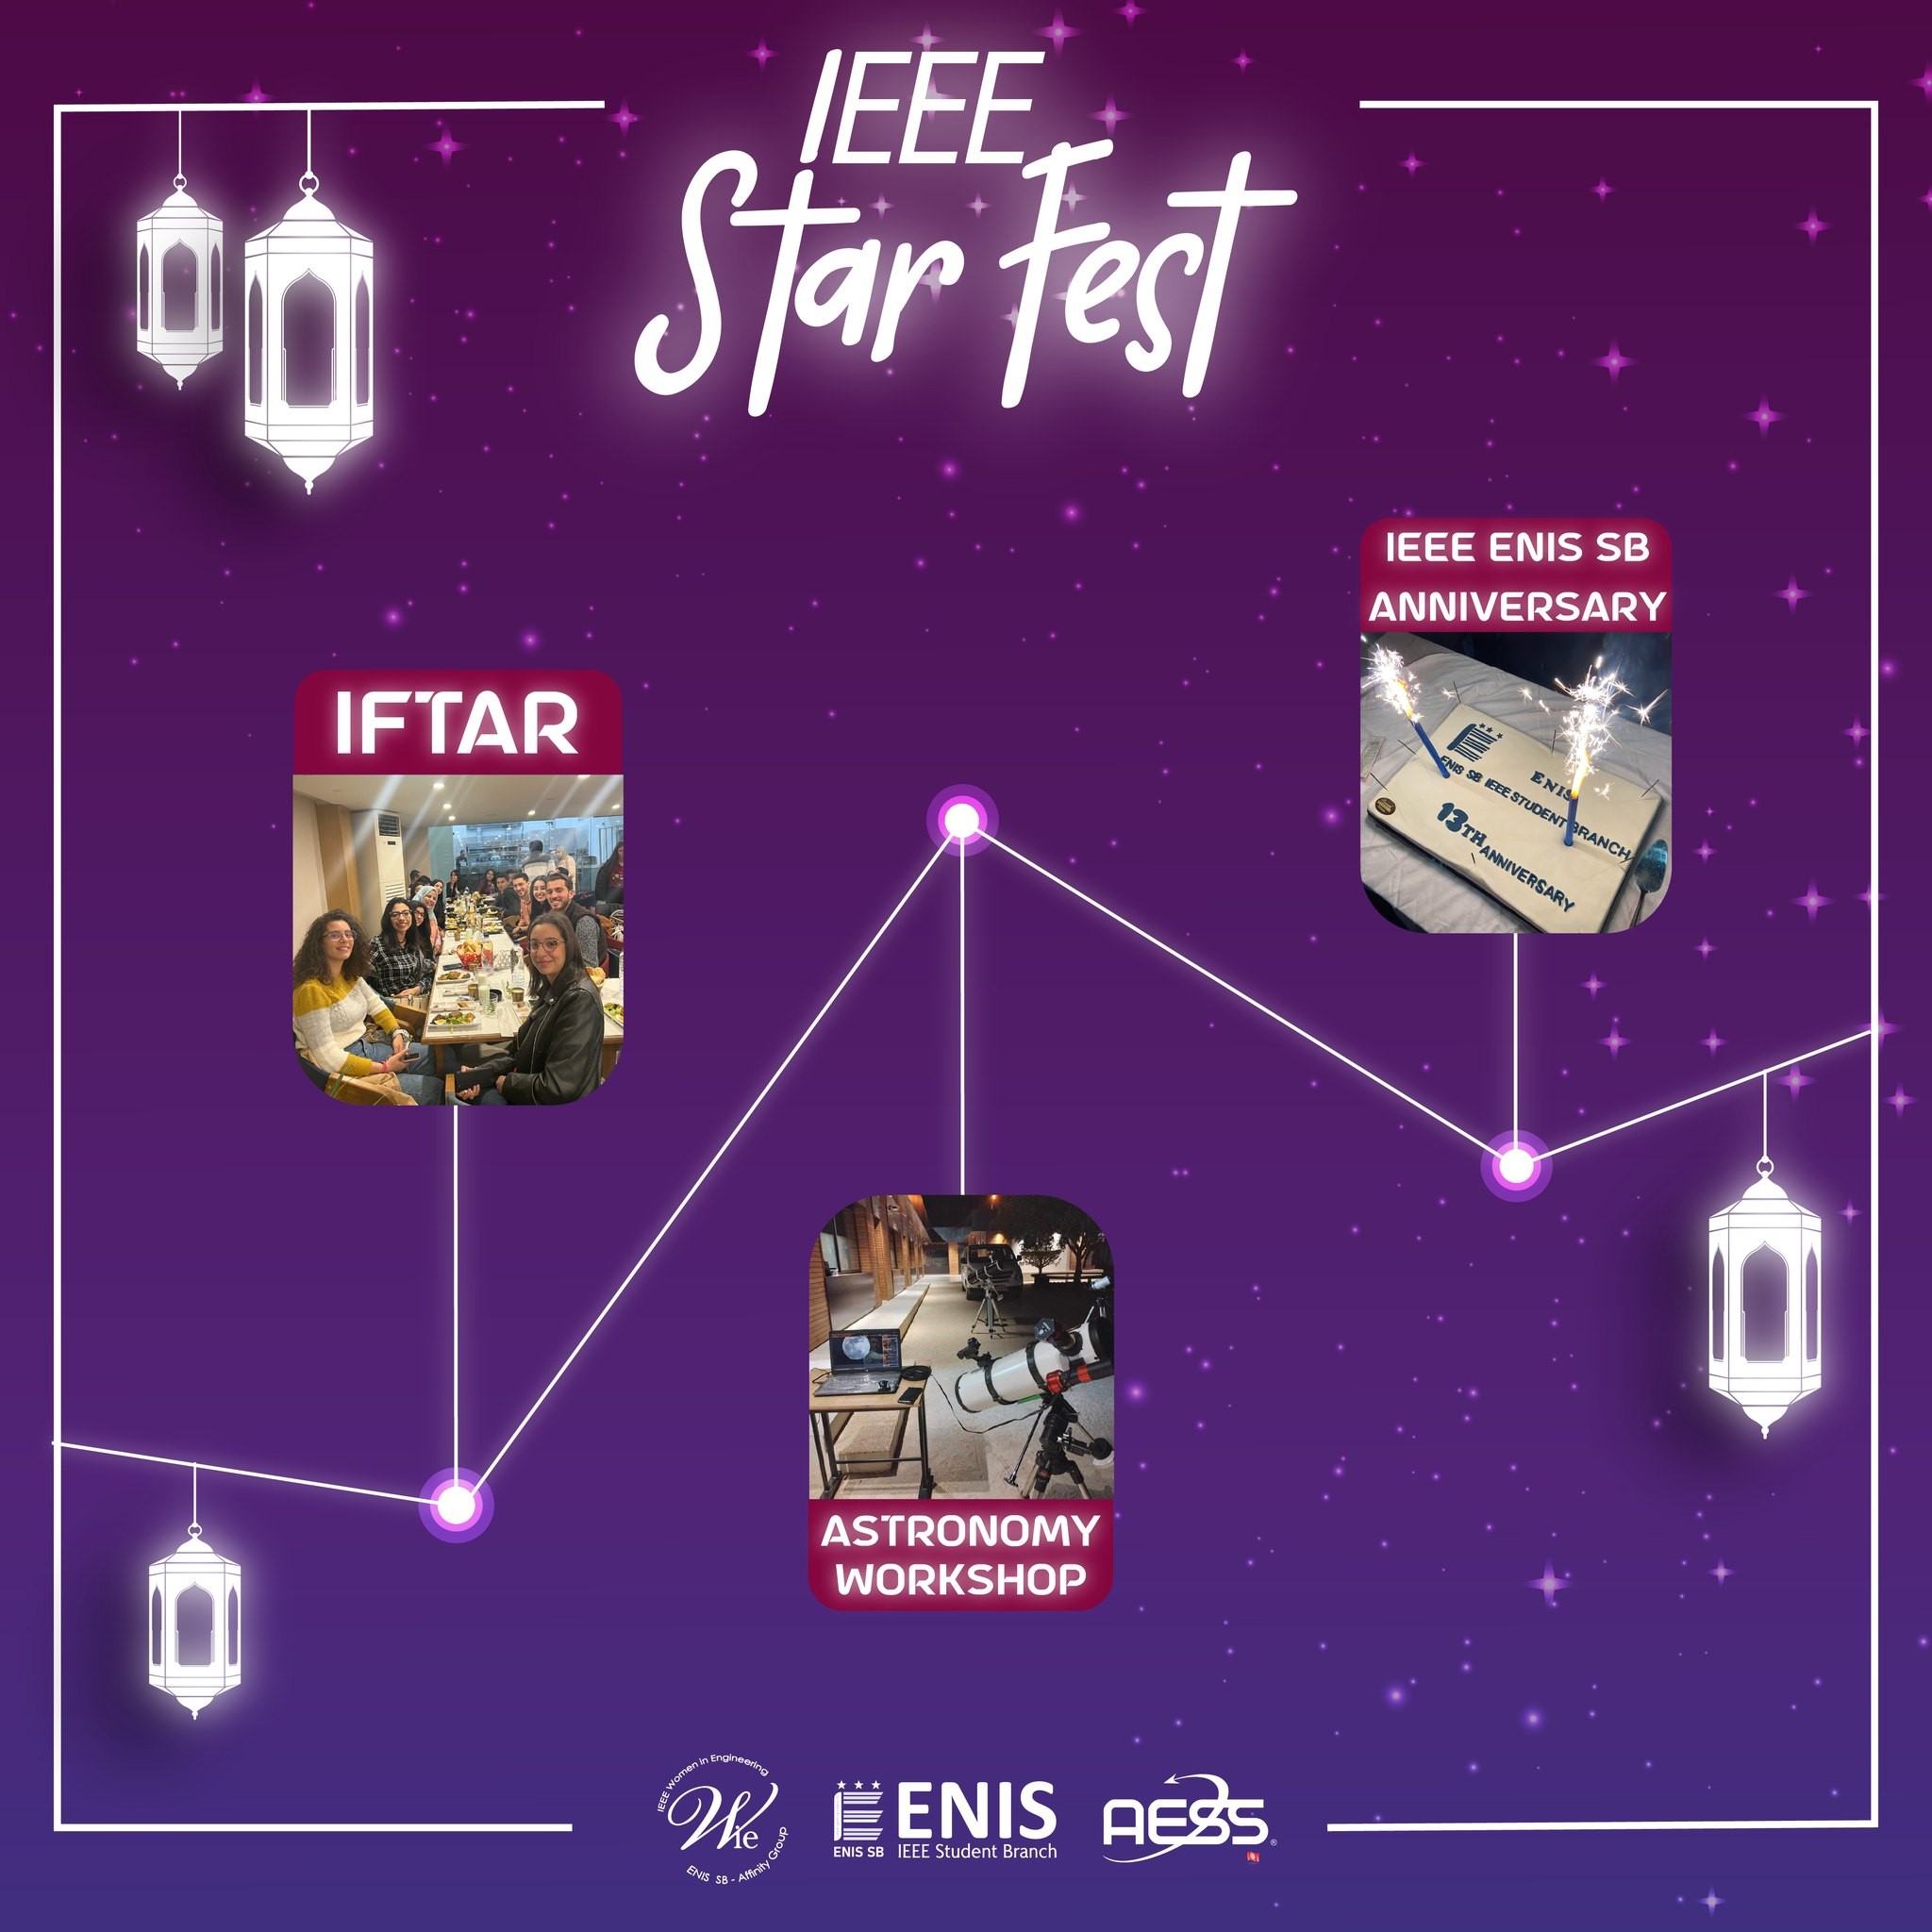 IEEE
Star Fest
IEEE ENIS SB
ANNIVERSARY
IFTAR
ENIS
ENIS SB IEEE STUDENT BRANCH
13TH ANNIVERSARY
ASTRONOMY
WORKSHOP
IEEE Women in Engineering
Wie
ENIS SB - Affinity Group
ENIS
ENIS SB
IEEE Student Branch
AESS